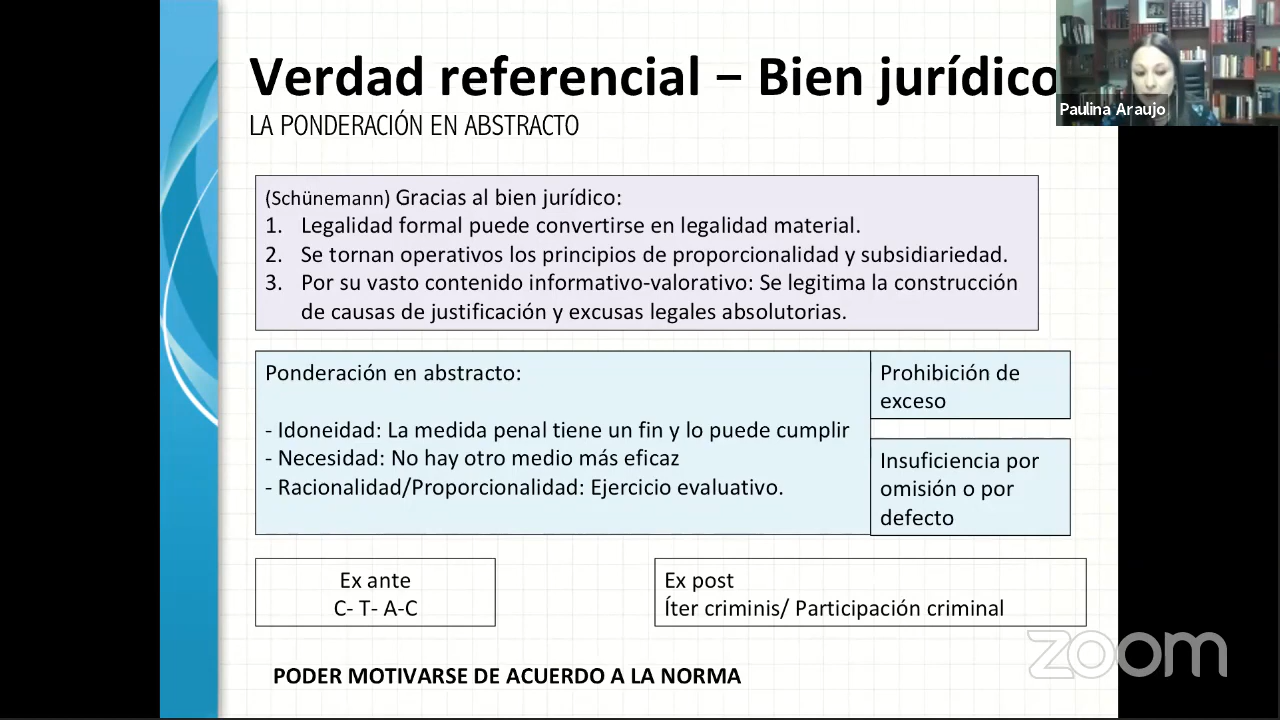 Verdad referencial – Bien jurídico
LA PONDERACIÓN EN ABSTRACTO
Paulina Araujo
(Schünemann) Gracias al bien jurídico:
1. Legalidad formal puede convertirse en legalidad material.
2. Se tornan operativos los principios de proporcionalidad y subsidiariedad.
3. Por su vasto contenido informativo-valorativo: Se legitima la construcción
de causas de justificación y excusas legales absolutorias.
Ponderación en abstracto:
- Idoneidad: La medida penal tiene un fin y lo puede cumplir
- Necesidad: No hay otro medio más eficaz
- Racionalidad/Proporcionalidad: Ejercicio evaluativo.
Prohibición de
exceso
Insuficiencia por
omisión o por
defecto
Ex ante
C- T- A-C
Ex post
Íter criminis/ Participación criminal
zoom
PODER MOTIVARSE DE ACUERDO A LA NORMA